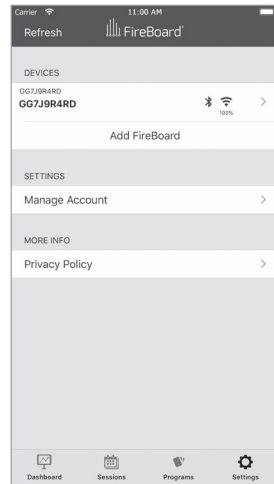 Carrier 11:00 AM
Refresh FireBoard®
DEVICES
GG7J9R4RD
GG7J9R4RD
100%
Add FireBoard
SETTINGS
Manage Account
MORE INFO
Privacy Policy
Dashboard Sessions Programs Settings